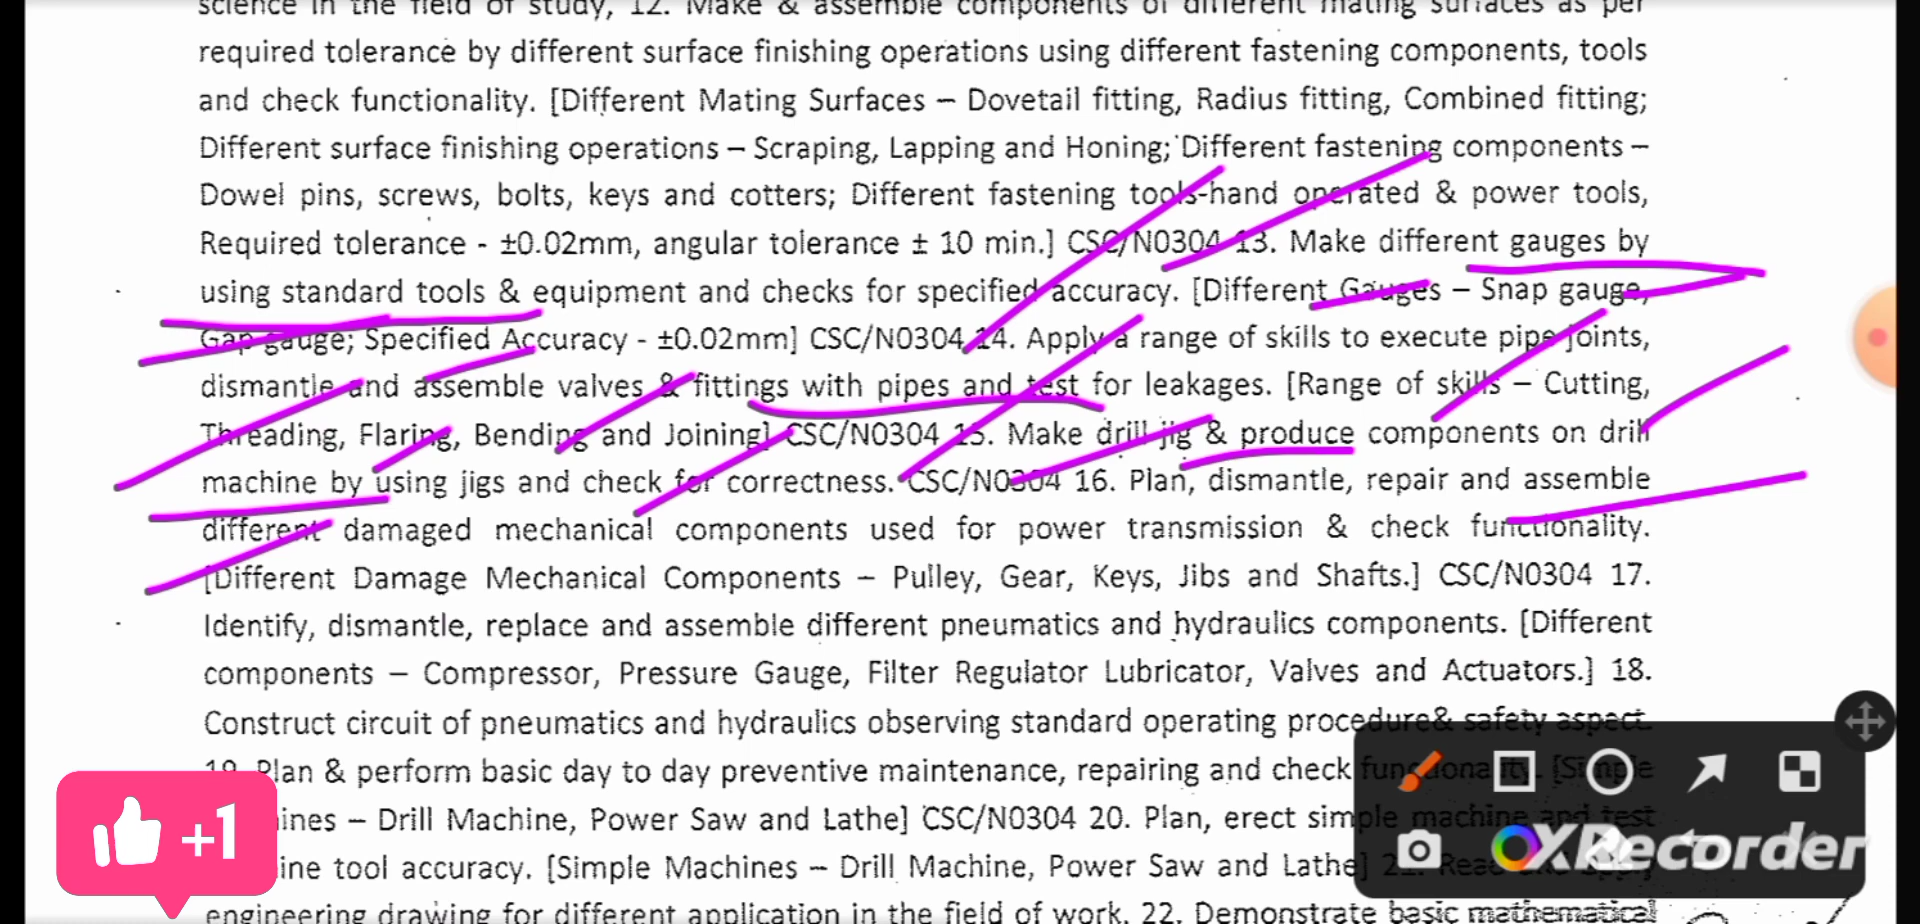 science in the field of study, 12. Make & assemble components of different mating surfaces as per
required tolerance by different surface finishing operations using different fastening components, tools
and check functionality. [Different Mating Surfaces – Dovetail fitting, Radius fitting, Combined fitting;
Different surface finishing operations – Scraping, Lapping and Honing; Different fastening components –
Dowel pins, screws, bolts, keys and cotters; Different fastening tools-hand operated & power tools,
Required tolerance - ±0.02mm, angular tolerance ± 10 min.] CSC/N0304 13. Make different gauges by
using standard tools & equipment and checks for specified accuracy. [Different Gauges – Snap gauge,
Gap gauge; Specified Accuracy - ±0.02mm] CSC/N0304 14. Apply a range of skills to execute pipe joints,
dismantle and assemble valves & fittings with pipes and test for leakages. [Range of skills – Cutting,
Threading, Flaring, Bending and Joining] CSC/N0304 15. Make drill jig & produce components on drill
machine by using jigs and check for correctness. CSC/N0304 16. Plan, dismantle, repair and assemble
different damaged mechanical components used for power transmission & check functionality.
[Different Damage Mechanical Components – Pulley, Gear, Keys, Jibs and Shafts.] CSC/N0304 17.
Identify, dismantle, replace and assemble different pneumatics and hydraulics components. [Different
components – Compressor, Pressure Gauge, Filter Regulator Lubricator, Valves and Actuators.] 18.
Construct circuit of pneumatics and hydraulics observing standard operating procedure& safety aspect.
19. Plan & perform basic day to day preventive maintenance, repairing and check functionality. [Simple
ines – Drill Machine, Power Saw and Lathe] CSC/N0304 20. Plan, erect simple machine and test
ine tool accuracy. [Simple Machines – Drill Machine, Power Saw and Lathe] 21. Read
engineering drawing for different application in the field of work. 22. Demonstrate basic mathematical
+1
XRecorder